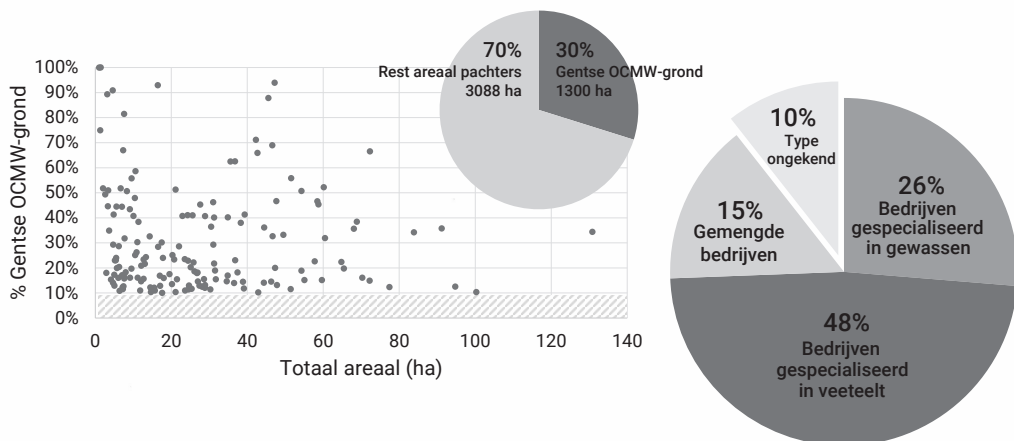 % Gentse OCMW-grond
100%
90%
80%
70%
60%
50%
40%
30%
20%
10%
0%
0
20
40
60
80
100
120
140
Totaal areaal (ha)
70%
Rest areaal pachters
3088 ha
30%
Gentse OCMW-grond
1300 ha
10%
Type
ongekend
26%
Bedrijven
gespecialiseerd
in gewassen
15%
Gemengde
bedrijven
48%
Bedrijven
gespecialiseerd
in veeteelt